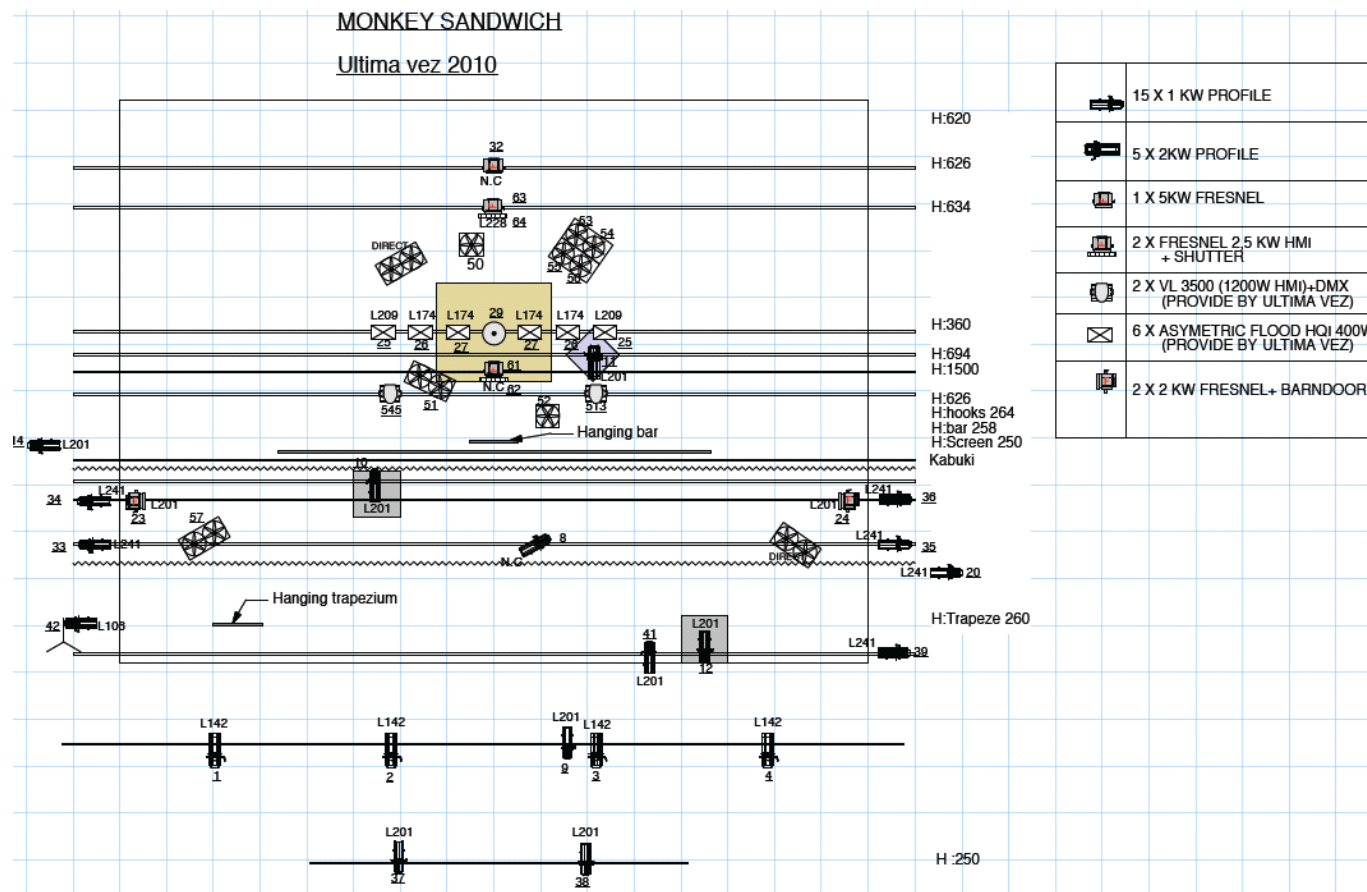 MONKEY SANDWICH
Ultima vez 2010
15 X 1 KW PROFILE
5 X 2KW PROFILE
1 X 5KW FRESNEL
2 X FRESNEL 2,5 KW HMI
+ SHUTTER
2 X VL 3500 (1200W HMI)+DMX
(PROVIDE BY ULTIMA VEZ)
6 X ASYMETRIC FLOOD HQI 400W
(PROVIDE BY ULTIMA VEZ)
2 X 2 KW FRESNEL+ BARNDOOR
H:620
32
H:626
N.C
63
H:634
L228 64
53
54
DIRECT
50
55
56
L209 L174 L174 29 L174 L174 L209
H:360
25 26 27 27 26 25
11
61
H:1500
H:694
N.C
L201
62
51
545
513
52
H:626
H:hooks 264
H:bar 258
H:Screen 250
Hanging bar
14
L201
Kabuki
10
34
L241
L201
23
L201
L201
24
L241
36
57
33
L241
8
N.C
L241
35
L241
20
Hanging trapezium
H:Trapeze 260
42
L106
41
L201
L201
12
L241
39
L142 L142 L201 L142 L142
1 2 9 3 4
L201 L201
H :250
37 38